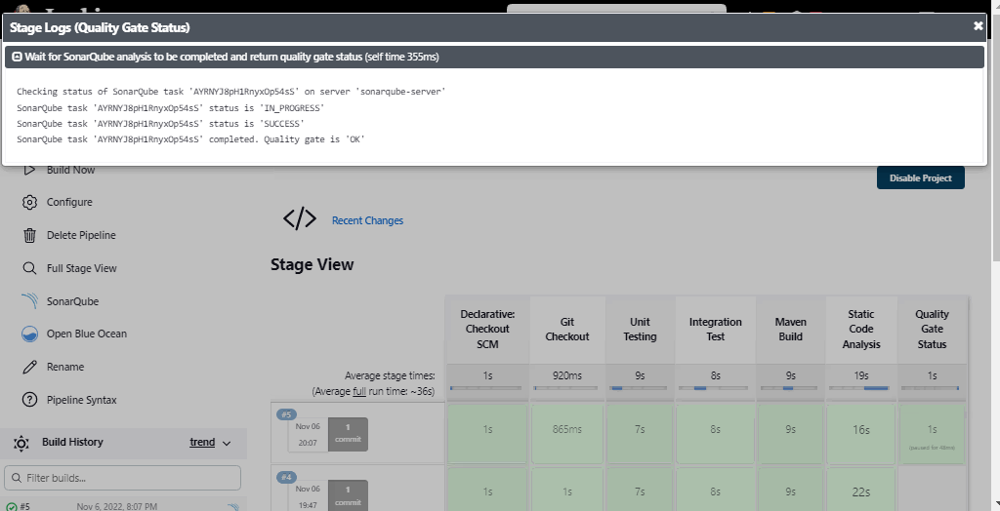 Stage Logs (Quality Gate Status)
Wait for SonarQube analysis to be completed and return quality gate status (self time 355ms)
Checking status of SonarQube task 'AYRNYJ8pH1RnyxOp54sS' on server 'sonarqube-server'
SonarQube task 'AYRNYJ8pH1RnyxOp54sS' status is 'IN_PROGRESS'
SonarQube task 'AYRNYJ8pH1RnyxOp54sS' status is 'SUCCESS'
SonarQube task 'AYRNYJ8pH1RnyxOp54sS' completed. Quality gate is 'OK'
Build Now
Configure
Delete Pipeline
Full Stage View
SonarQube
Open Blue Ocean
Rename
Pipeline Syntax
Build History
trend
Filter builds...
#5
Nov 6, 2022, 8:07 PM
Disable Project
Recent Changes
Stage View
Declarative: Checkout SCM
Git Checkout
Unit Testing
Integration Test
Maven Build
Static Code Analysis
Quality Gate Status
Average stage times:
1s 920ms 9s 8s 9s 19s 1s
(Average full run time: ~36s)
#5
Nov 06
20:07
1 commit
1s 865ms 7s 8s 9s 16s 1s
(paused for 48ms)
#4
Nov 06
19:47
1 commit
1s 1s 7s 8s 9s 22s